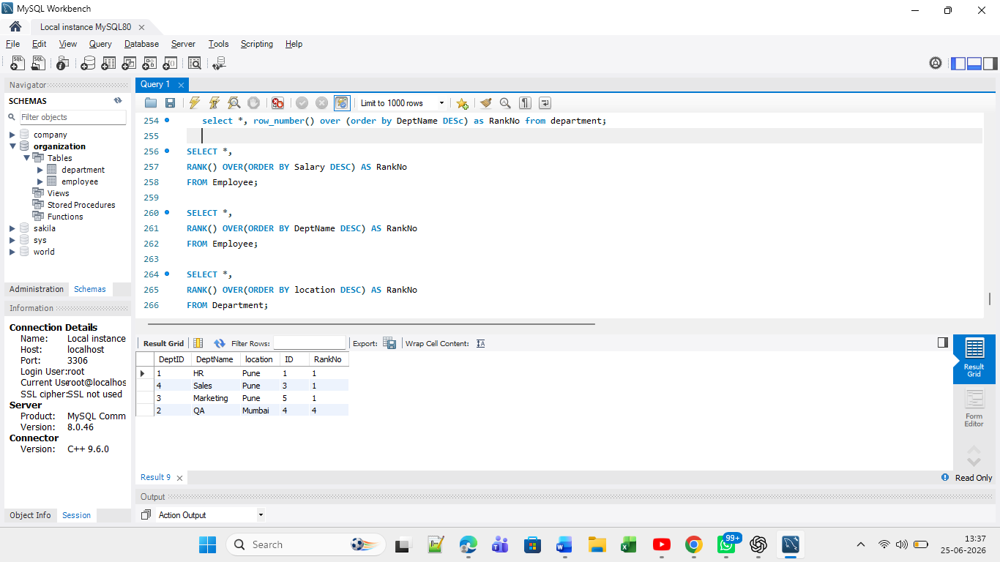 MySQL Workbench
Local instance MySQL80
File Edit View Query Database Server Tools Scripting Help
Navigator
SCHEMAS
Filter objects
company
organization
Tables
department
employee
Views
Stored Procedures
Functions
sakila
sys
world
Administration Schemas
Information
Connection Details
Name: Local instance
Host: localhost
Port: 3306
Login User:root
Current Useroot@localhos
SSL cipher:SSL not used
Server
Product: MySQL Comm
Version: 8.0.46
Connector
Version: C++ 9.6.0
Object Info Session
Query 1
Limit to 1000 rows
254 select *, row_number() over (order by DeptName DESc) as RankNo from department;
255
256 SELECT *,
257 RANK() OVER(ORDER BY Salary DESC) AS RankNo
258 FROM Employee;
259
260 SELECT *,
261 RANK() OVER(ORDER BY DeptName DESC) AS RankNo
262 FROM Employee;
263
264 SELECT *,
265 RANK() OVER(ORDER BY location DESC) AS RankNo
266 FROM Department;
Result Grid Filter Rows: Export: Wrap Cell Content:
DeptID DeptName location ID RankNo
1 HR Pune 1 1
4 Sales Pune 3 1
3 Marketing Pune 5 1
2 QA Mumbai 4 4
Result Grid
Form Editor
Result 9
Read Only
Output
Action Output
Search
99+
13:37
25-06-2026